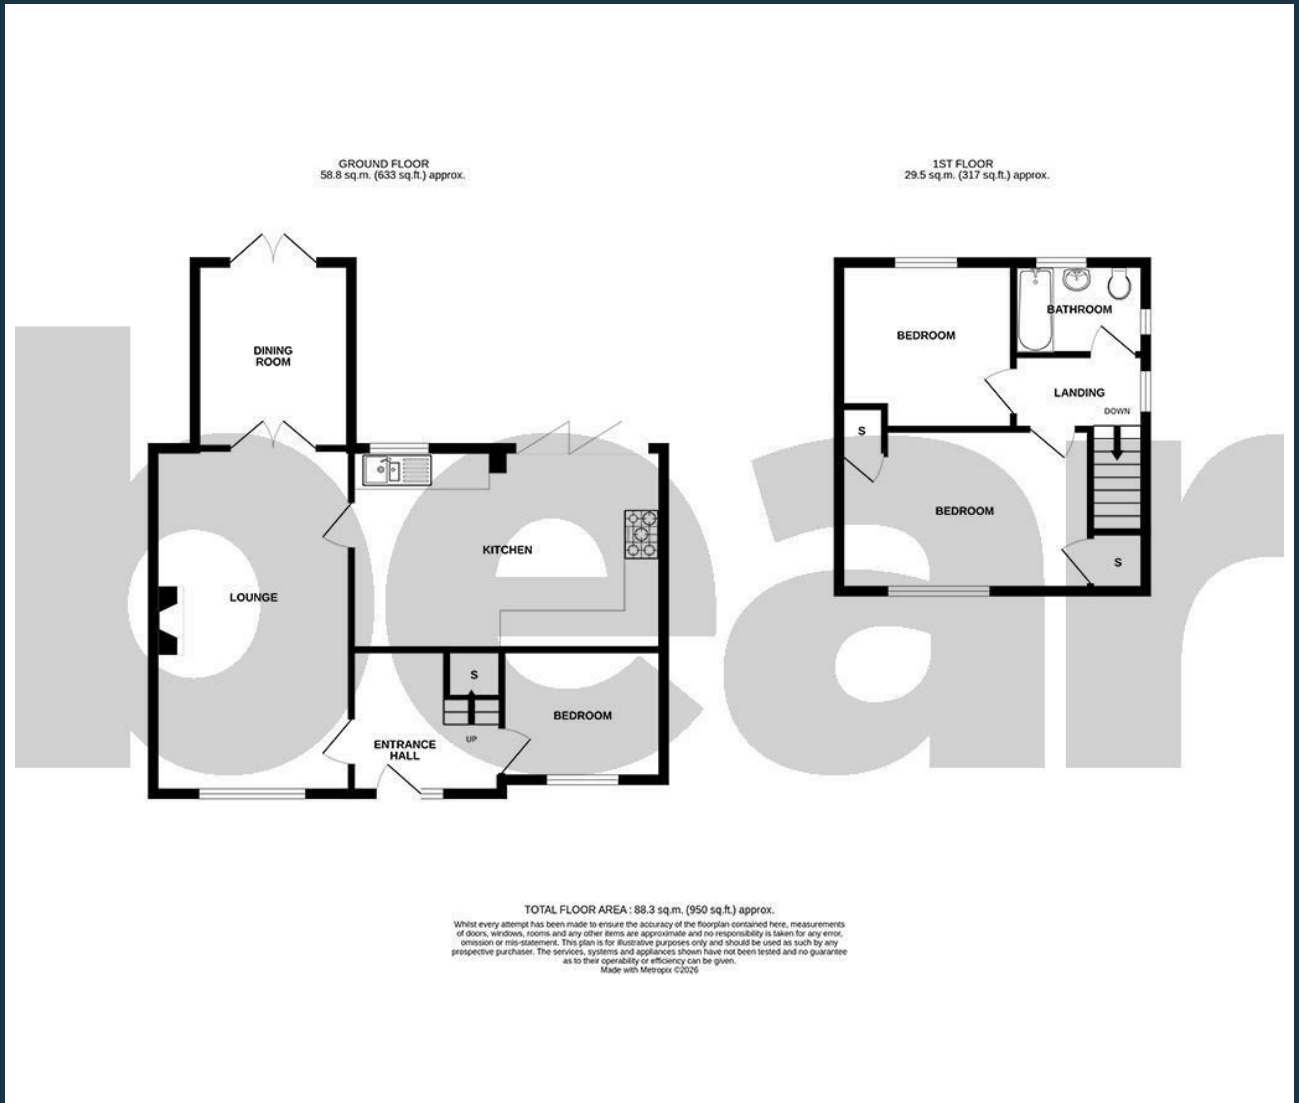 GROUND FLOOR
58.8 sq.m. (633 sq.ft.) approx.
1ST FLOOR
29.5 sq.m. (317 sq.ft.) approx.
DINING
ROOM
LOUNGE
KITCHEN
S
UP
ENTRANCE
HALL
BEDROOM
BEDROOM
BATHROOM
LANDING
DOWN
S
BEDROOM
S
bear
TOTAL FLOOR AREA : 88.3 sq.m. (950 sq.ft.) approx.
Whilst every attempt has been made to ensure the accuracy of the floorplan contained here, measurements
of doors, windows, rooms and any other items are approximate and no responsibility is taken for any error,
omission or mis-statement. This plan is for illustrative purposes only and should be used as such by any
prospective purchaser. The services, systems and appliances shown have not been tested and no guarantee
as to their operability or efficiency can be given.
Made with Metropix ©2026